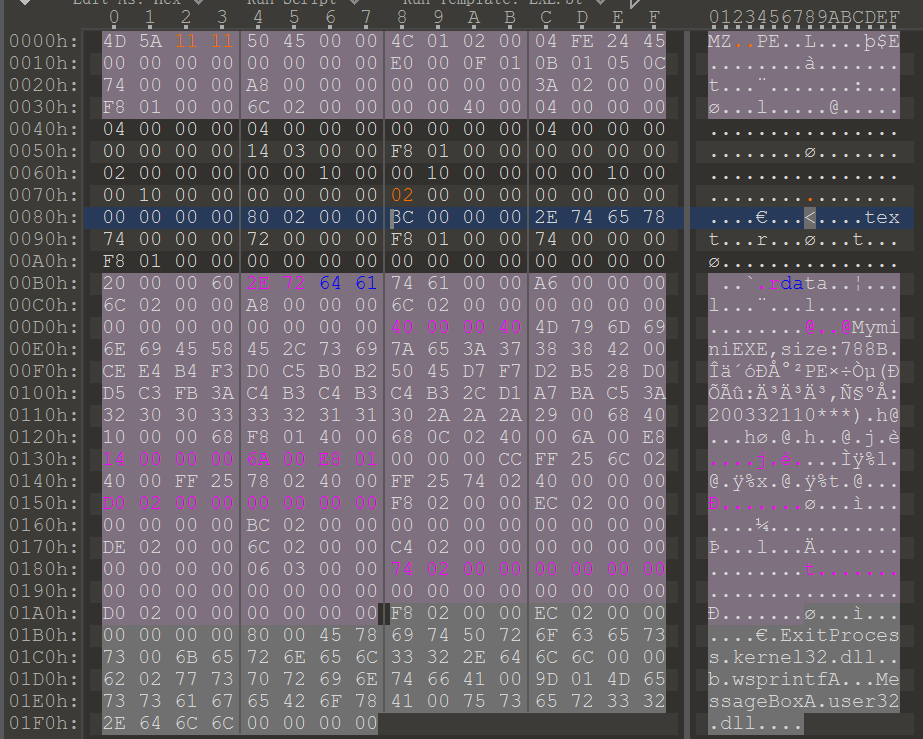 Edit As: Hex Run Script Run Template: EXE.bt
0 1 2 3 4 5 6 7 8 9 A B C D E F 0123456789ABCDEF
0000h: 4D 5A 11 11 50 45 00 00 4C 01 02 00 04 FE 24 45 MZ..PE..L....þ$E
0010h: 00 00 00 00 00 00 00 00 E0 00 0F 01 0B 01 05 0C ........à.......
0020h: 74 00 00 00 A8 00 00 00 00 00 00 00 3A 02 00 00 t...¨.......:...
0030h: F8 01 00 00 6C 02 00 00 00 00 40 00 04 00 00 00 ø...l.....@.....
0040h: 04 00 00 00 04 00 00 00 00 00 00 00 04 00 00 00 ................
0050h: 00 00 00 00 14 03 00 00 F8 01 00 00 00 00 00 00 ........ø.......
0060h: 02 00 00 00 00 00 10 00 00 10 00 00 00 00 10 00 ................
0070h: 00 10 00 00 00 00 00 00 02 00 00 00 00 00 00 00 ................
0080h: 00 00 00 00 80 02 00 00 3C 00 00 00 2E 74 65 78 ....€...<....tex
0090h: 74 00 00 00 72 00 00 00 F8 01 00 00 74 00 00 00 t...r...ø...t...
00A0h: F8 01 00 00 00 00 00 00 00 00 00 00 00 00 00 00 ø...............
00B0h: 20 00 00 60 2E 72 64 61 74 61 00 00 A6 00 00 00 ..`.rdata..¦...
00C0h: 6C 02 00 00 A8 00 00 00 6C 02 00 00 00 00 00 00 l...¨...l.......
00D0h: 00 00 00 00 00 00 00 00 40 00 00 40 4D 79 6D 69 ........@..@Mymi
00E0h: 6E 69 45 58 45 2C 73 69 7A 65 3A 37 38 38 42 00 niEXE,size:788B.
00F0h: CE E4 B4 F3 D0 C5 B0 B2 50 45 D7 F7 D2 B5 28 D0 Îä´óÐÅ°²PE×÷Òµ(Ð
0100h: D5 C3 FB 3A C4 B3 C4 B3 C4 B3 2C D1 A7 BA C5 3A ÕÃû:Ä³Ä³Ä³,Ñ§ºÅ:
0110h: 32 30 30 33 33 32 31 31 30 2A 2A 2A 29 00 68 40 200332110***).h@
0120h: 10 00 00 68 F8 01 40 00 68 0C 02 40 00 6A 00 E8 ...hø.@.h..@.j.è
0130h: 14 00 00 00 6A 00 E8 01 00 00 00 CC FF 25 6C 02 ....j.è....Ìÿ%l.
0140h: 40 00 FF 25 78 02 40 00 FF 25 74 02 40 00 00 00 @.ÿ%x.@.ÿ%t.@...
0150h: D0 02 00 00 00 00 00 00 F8 02 00 00 EC 02 00 00 Ð.......ø...ì...
0160h: 00 00 00 00 BC 02 00 00 00 00 00 00 00 00 00 00 ....¼...........
0170h: DE 02 00 00 6C 02 00 00 C4 02 00 00 00 00 00 00 Þ...l...Ä.......
0180h: 00 00 00 00 06 03 00 00 74 02 00 00 00 00 00 00 ........t.......
0190h: 00 00 00 00 00 00 00 00 00 00 00 00 00 00 00 00 ................
01A0h: D0 02 00 00 00 00 00 00 F8 02 00 00 EC 02 00 00 Ð.......ø...ì...
01B0h: 00 00 00 00 80 00 45 78 69 74 50 72 6F 63 65 73 ....€.ExitProces
01C0h: 73 00 6B 65 72 6E 65 6C 33 32 2E 64 6C 6C 00 00 s.kernel32.dll..
01D0h: 62 02 77 73 70 72 69 6E 74 66 41 00 9D 01 4D 65 b.wsprintfA...Me
01E0h: 73 73 61 67 65 42 6F 78 41 00 75 73 65 72 33 32 ssageBoxA.user32
01F0h: 2E 64 6C 6C 00 00 00 00 .dll....